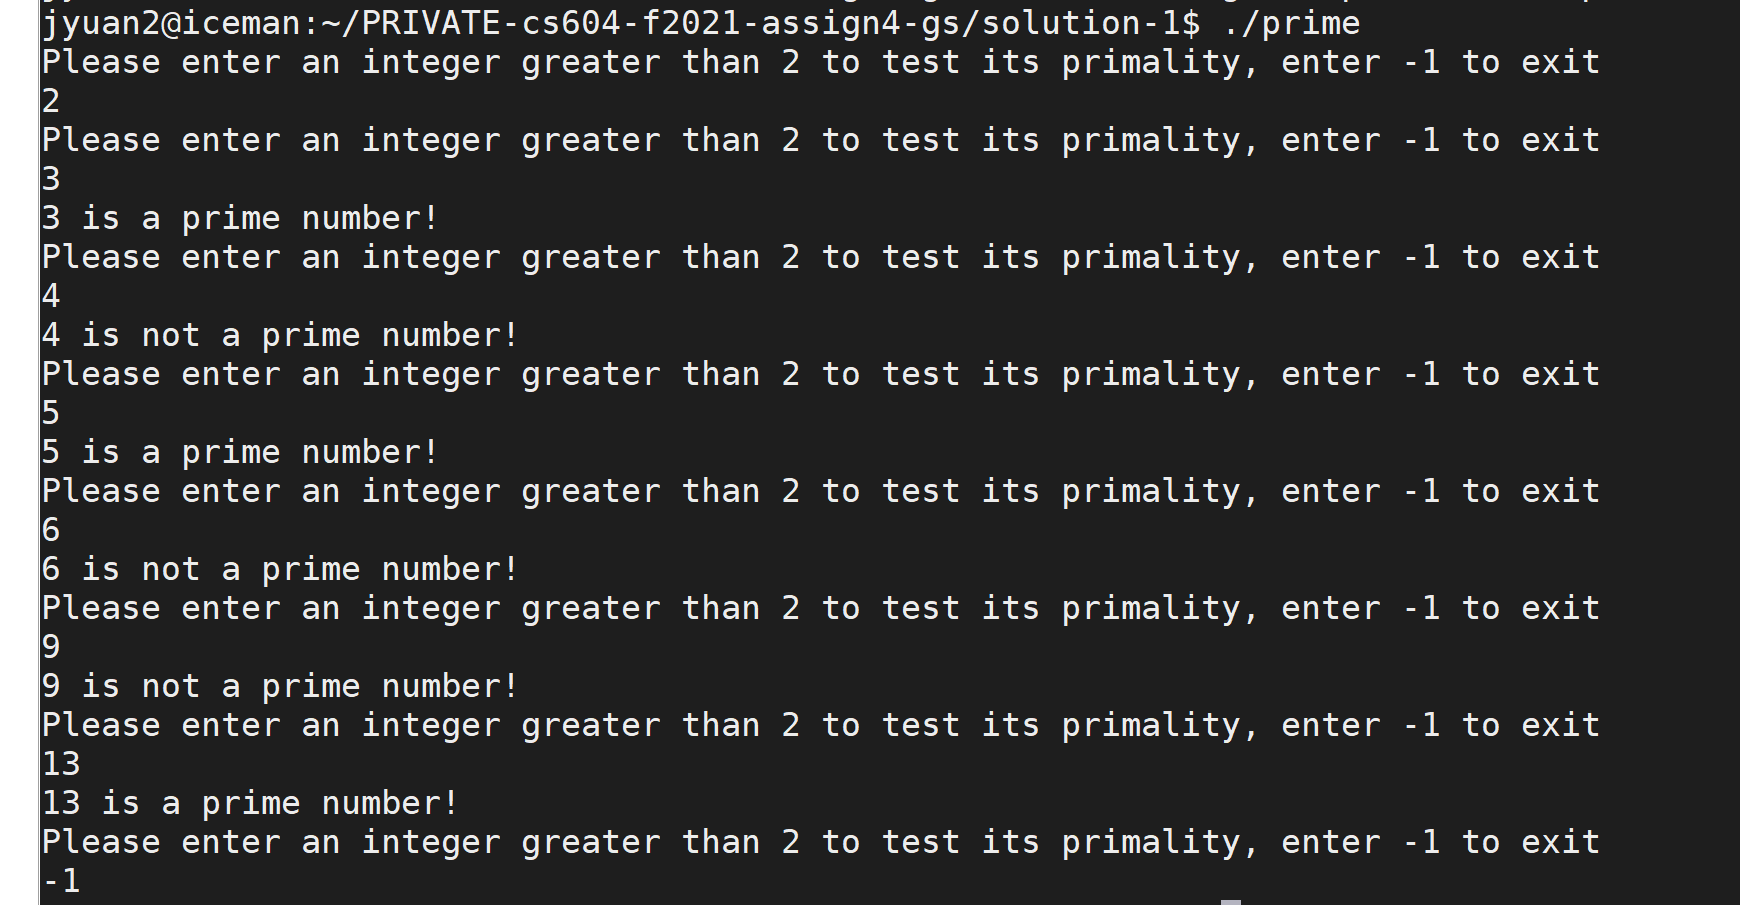 jyuan2@iceman:~/PRIVATE-cs604-f2021-assign4-gs/solution-1$ ./prime
Please enter an integer greater than 2 to test its primality, enter -1 to exit
2
Please enter an integer greater than 2 to test its primality, enter -1 to exit
3
3 is a prime number!
Please enter an integer greater than 2 to test its primality, enter -1 to exit
4
4 is not a prime number!
Please enter an integer greater than 2 to test its primality, enter -1 to exit
5
5 is a prime number!
Please enter an integer greater than 2 to test its primality, enter -1 to exit
6
6 is not a prime number!
Please enter an integer greater than 2 to test its primality, enter -1 to exit
9
9 is not a prime number!
Please enter an integer greater than 2 to test its primality, enter -1 to exit
13
13 is a prime number!
Please enter an integer greater than 2 to test its primality, enter -1 to exit
-1